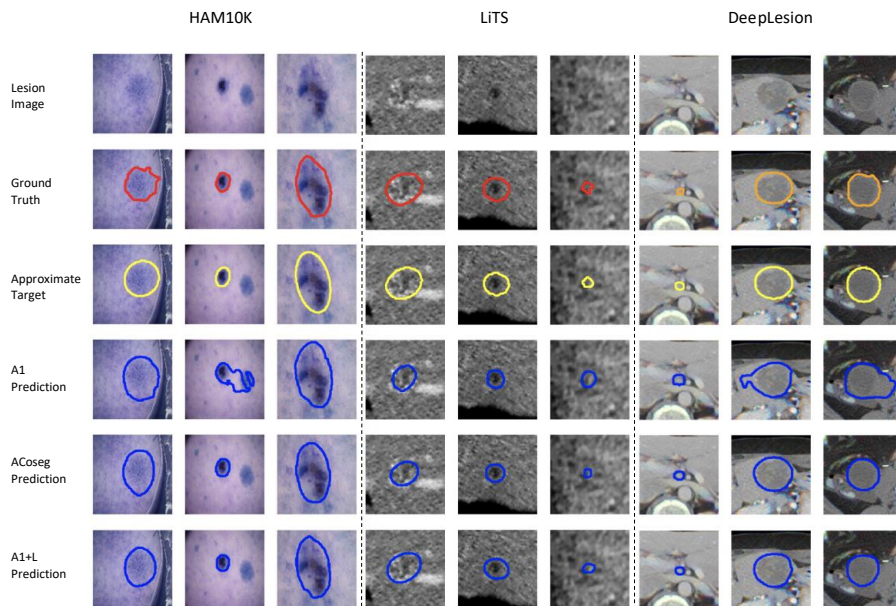 HAM10K LiTS DeepLesion
Lesion
Image
Ground
Truth
Approximate
Target
A1
Prediction
ACoseg
Prediction
A1+L
Prediction